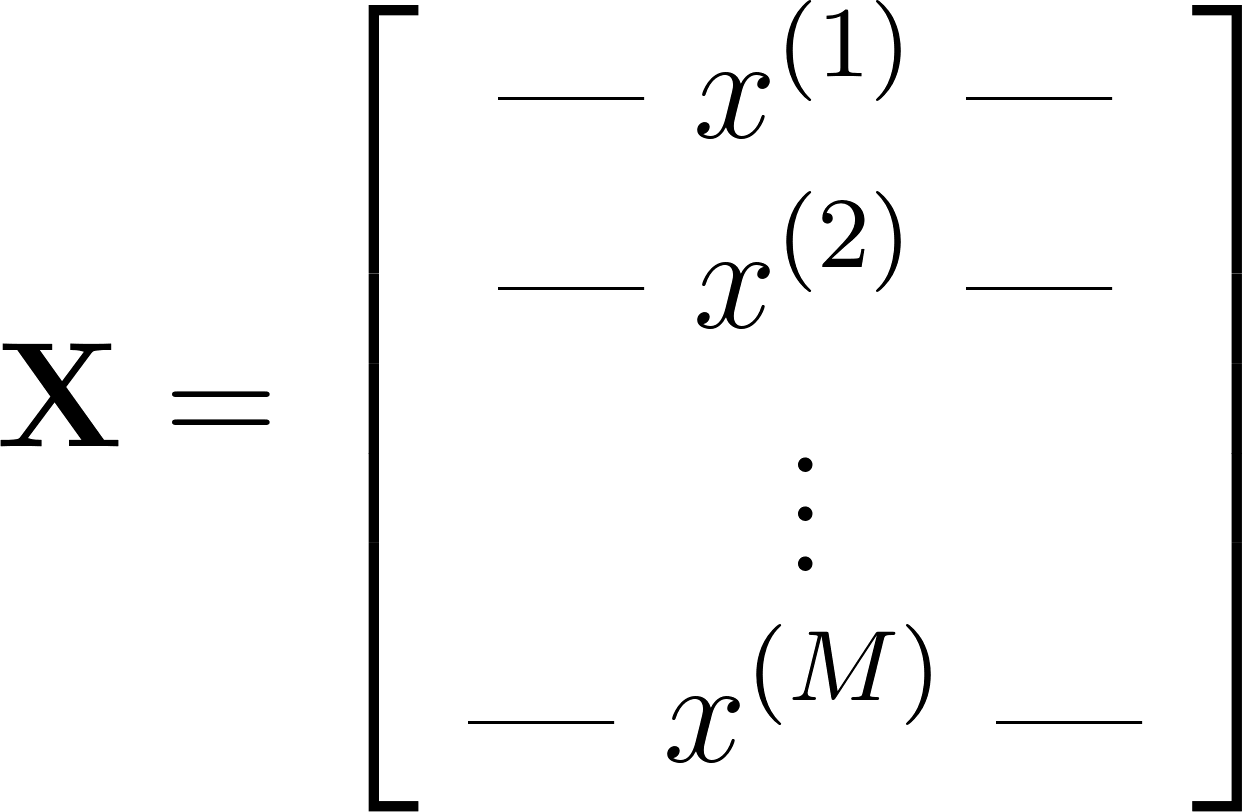 — x^(1) —
— x^(2) —
X =
⋮
— x^(M) —